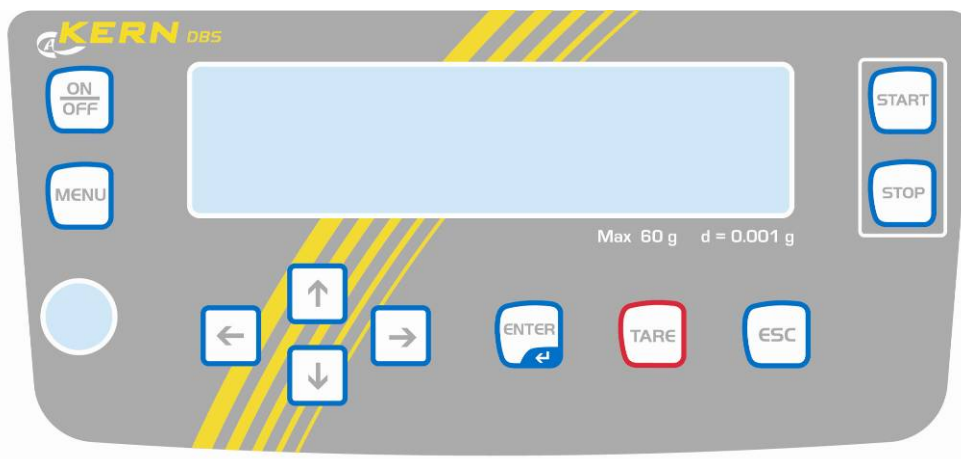 KERN DBS
ON
OFF
START
MENU
STOP
Max 60 g d = 0.001 g
ENTER
TARE
ESC